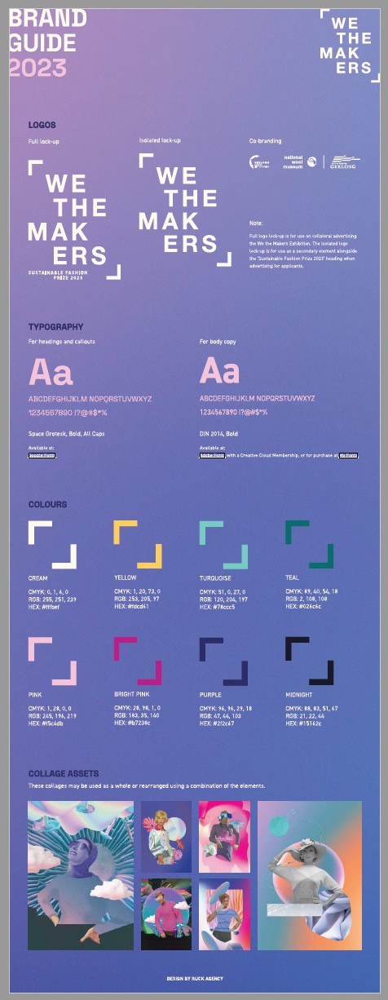 BRAND
GUIDE
2023
WE
THE
MAK
ERS
LOGOS
Full lock-up
Isolated lock-up
Co-branding
WE
THE
MAK
ERS
SUSTAINABLE FASHION
PRIZE 2023
WE
THE
MAK
ERS
national
wool
museum
GEELONG
Note:
Full logo lock-up is for use on collateral advertising
the We the Makers Exhibition. The isolated logo
lock-up is for use as a secondary element alongside
the 'Sustainable Fashion Prize 2023' heading when
advertising for applicants.
TYPOGRAPHY
For headings and callouts
Aa
ABCDEFGHIJKLM NOPQRSTUVWXYZ
1234567890 !?@#$*%
Space Grotesk, Bold, All Caps
Available at:
Google Fonts
For body copy
Aa
ABCDEFGHIJKLM NOPQRSTUVWXYZ
1234567890 !?@#$*%
DIN 2014, Bold
Available at:
Adobe Fonts with a Creative Cloud Membership, or for purchase at My Fonts
COLOURS
CREAM
CMYK: 0, 1, 6, 0
RGB: 255, 251, 239
HEX: #fffbef
YELLOW
CMYK: 1, 20, 73, 0
RGB: 253, 205, 97
HEX: #fdcd61
TURQUOISE
CMYK: 51, 0, 27, 0
RGB: 120, 204, 197
HEX: #78ccc5
TEAL
CMYK: 89, 40, 54, 18
RGB: 2, 108, 108
HEX: #026c6c
PINK
CMYK: 1, 28, 0, 0
RGB: 245, 196, 219
HEX: #f5c4db
BRIGHT PINK
CMYK: 28, 98, 1, 0
RGB: 183, 35, 140
HEX: #b7238c
PURPLE
CMYK: 96, 96, 29, 18
RGB: 47, 44, 103
HEX: #2f2c67
MIDNIGHT
CMYK: 88, 83, 51, 67
RGB: 21, 22, 44
HEX: #15162c
COLLAGE ASSETS
These collages may be used as a whole or rearranged using a combination of the elements.
DESIGN BY RUCK AGENCY